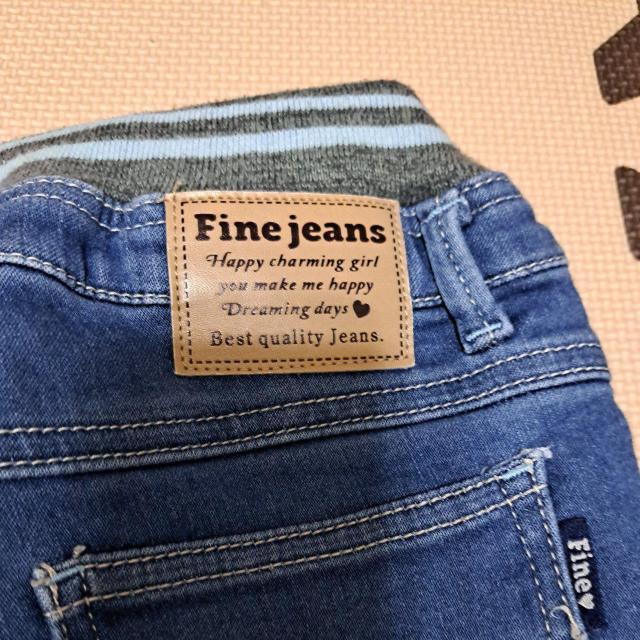 Fine jeans
Happy charming girl
you make me happy
Dreaming days♥
Best quality Jeans.
Fine♥